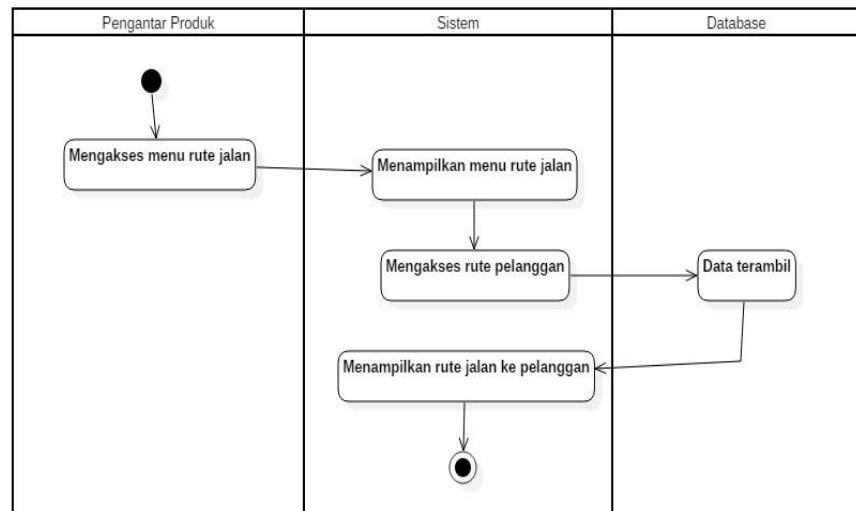 Pengantar Produk
Sistem
Database
Mengakses menu rute jalan
Menampilkan menu rute jalan
Mengakses rute pelanggan
Data terambil
Menampilkan rute jalan ke pelanggan